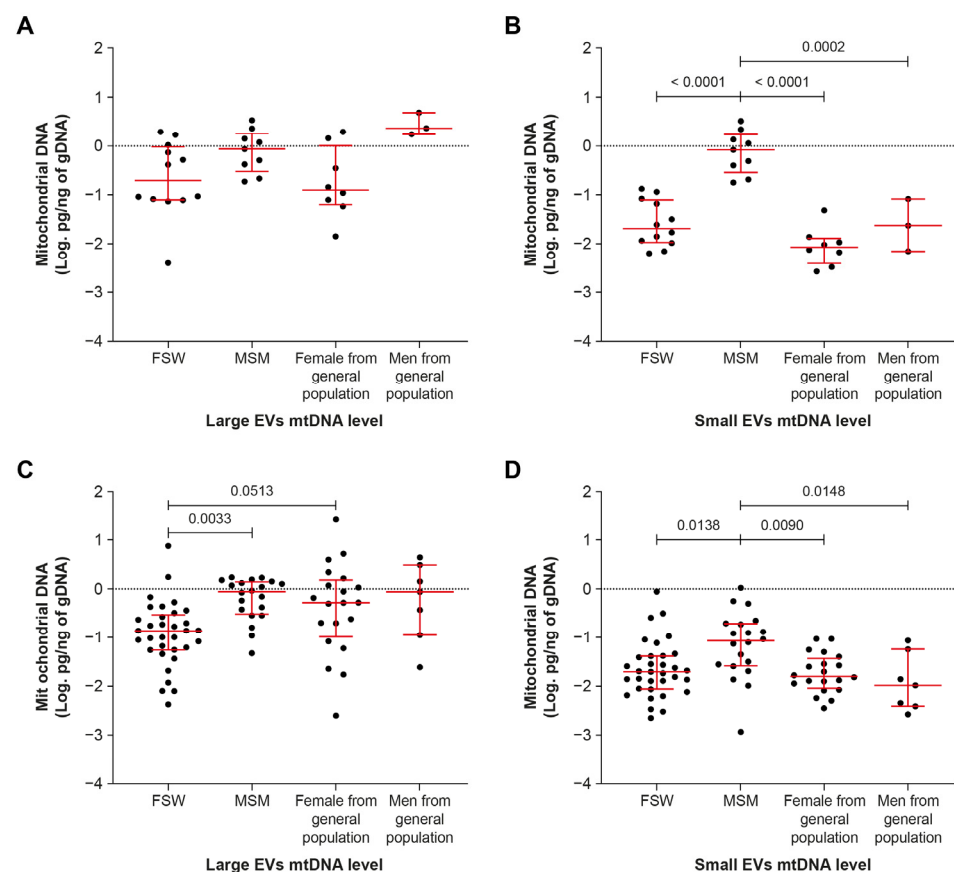 A
Mitochondrial DNA
(Log. pg/ng of gDNA)
2
1
0
−1
−2
−3
−4
FSW
MSM
Female from
general
population
Men from
general
population
Large EVs mtDNA level
B
Mitochondrial DNA
(Log. pg/ng of gDNA)
2
1
0
−1
−2
−3
−4
0.0002
< 0.0001
< 0.0001
FSW
MSM
Female from
general
population
Men from
general
population
Small EVs mtDNA level
C
Mit ochondrial DNA
(Log. pg/ng of gDNA)
2
1
0
−1
−2
−3
−4
0.0513
0.0033
FSW
MSM
Female from
general
population
Men from
general
population
Large EVs mtDNA level
D
Mitochondrial DNA
(Log. pg/ng of gDNA)
2
1
0
−1
−2
−3
−4
0.0148
0.0138
0.0090
FSW
MSM
Female from
general
population
Men from
general
population
Small EVs mtDNA level